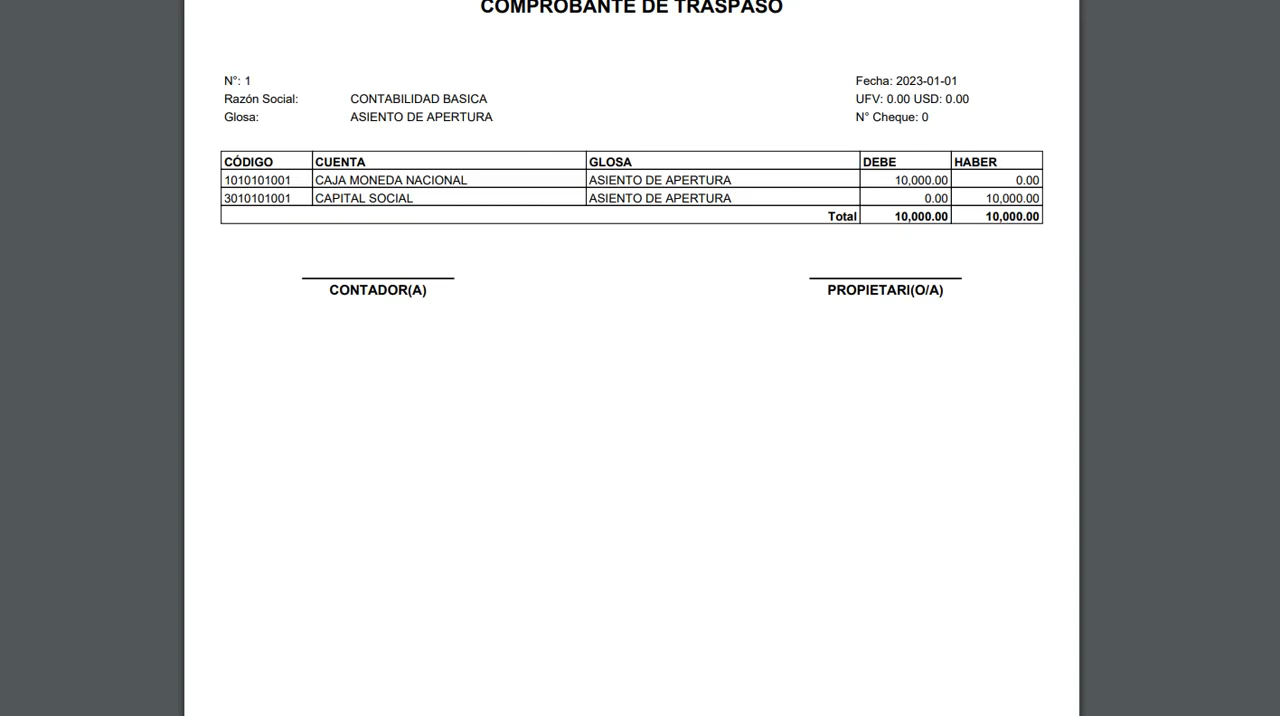 COMPROBANTE DE TRASPASO
N°: 1 Fecha: 2023-01-01
Razón Social: CONTABILIDAD BASICA UFV: 0.00 USD: 0.00
Glosa: ASIENTO DE APERTURA N° Cheque: 0
CÓDIGO CUENTA GLOSA DEBE HABER
1010101001 CAJA MONEDA NACIONAL ASIENTO DE APERTURA 10,000.00 0.00
3010101001 CAPITAL SOCIAL ASIENTO DE APERTURA 0.00 10,000.00
Total 10,000.00 10,000.00
CONTADOR(A) PROPIETARI(O/A)